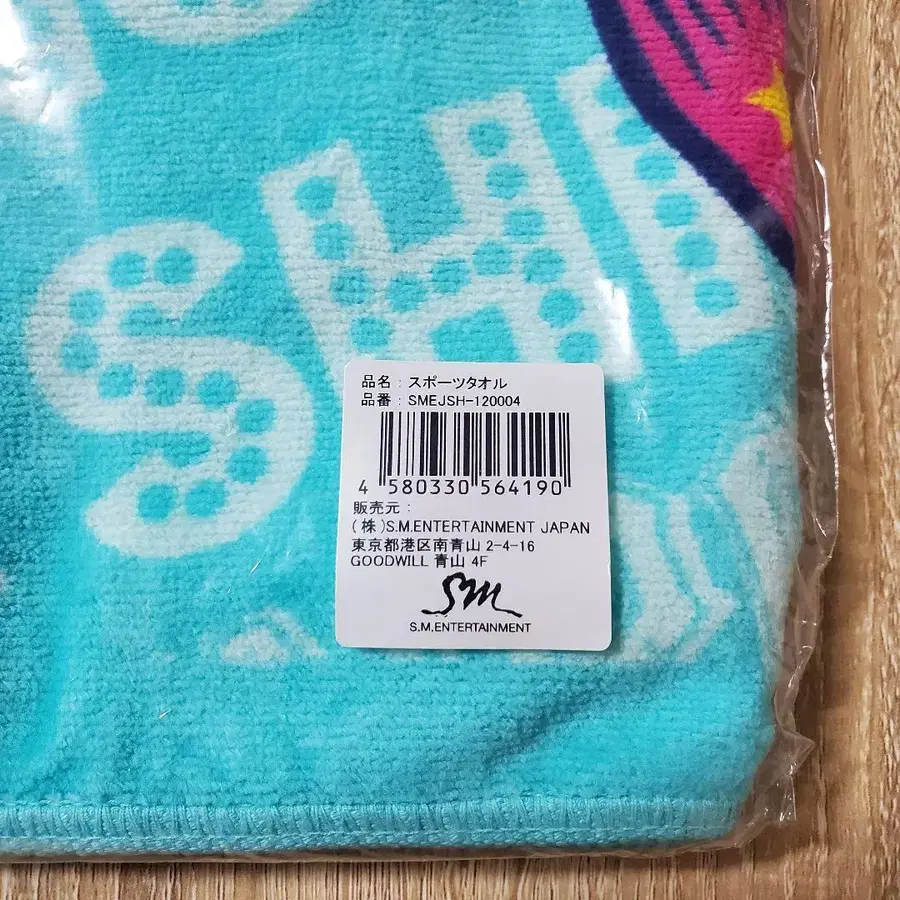 SHI
品名 : スポーツタオル
品番 : SMEJSH-120004
4 580330 564190
販売元 :
(株)S.M.ENTERTAINMENT JAPAN
東京都港区南青山 2-4-16
GOODWILL 青山 4F
SM
S.M.ENTERTAINMENT